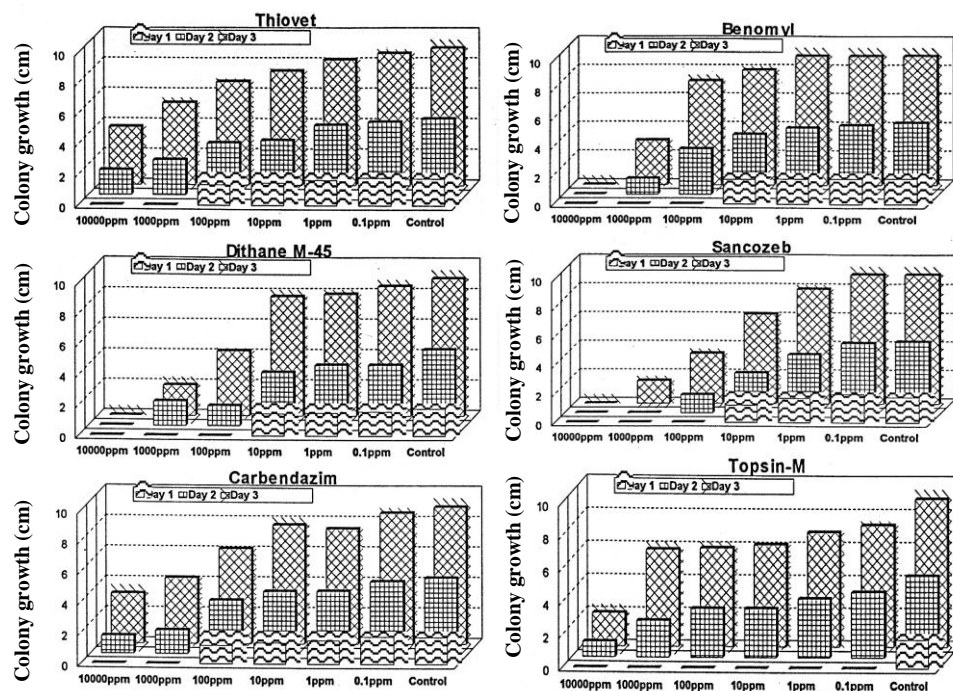 Thiovet
Day 1 Day 2 Day 3
Colony growth (cm)
10
8
6
4
2
0
10000ppm 1000ppm 100ppm 10ppm 1ppm 0.1ppm Control
Benomyl
Day 1 Day 2 Day 3
Colony growth (cm)
10
8
6
4
2
0
10000ppm 1000ppm 100ppm 10ppm 1ppm 0.1ppm Control
Dithane M-45
Day 1 Day 2 Day 3
Colony growth (cm)
10
8
6
4
2
0
10000ppm 1000ppm 100ppm 10ppm 1ppm 0.1ppm Control
Sancozeb
Day 1 Day 2 Day 3
Colony growth (cm)
10
8
6
4
2
0
10000ppm 1000ppm 100ppm 10ppm 1ppm 0.1ppm Control
Carbendazim
Day 1 Day 2 Day 3
Colony growth (cm)
10
8
6
4
2
0
10000ppm 1000ppm 100ppm 10ppm 1ppm 0.1ppm Control
Topsin-M
Day 1 Day 2 Day 3
Colony growth (cm)
10
8
6
4
2
0
10000ppm 1000ppm 100ppm 10ppm 1ppm 0.1ppm Control